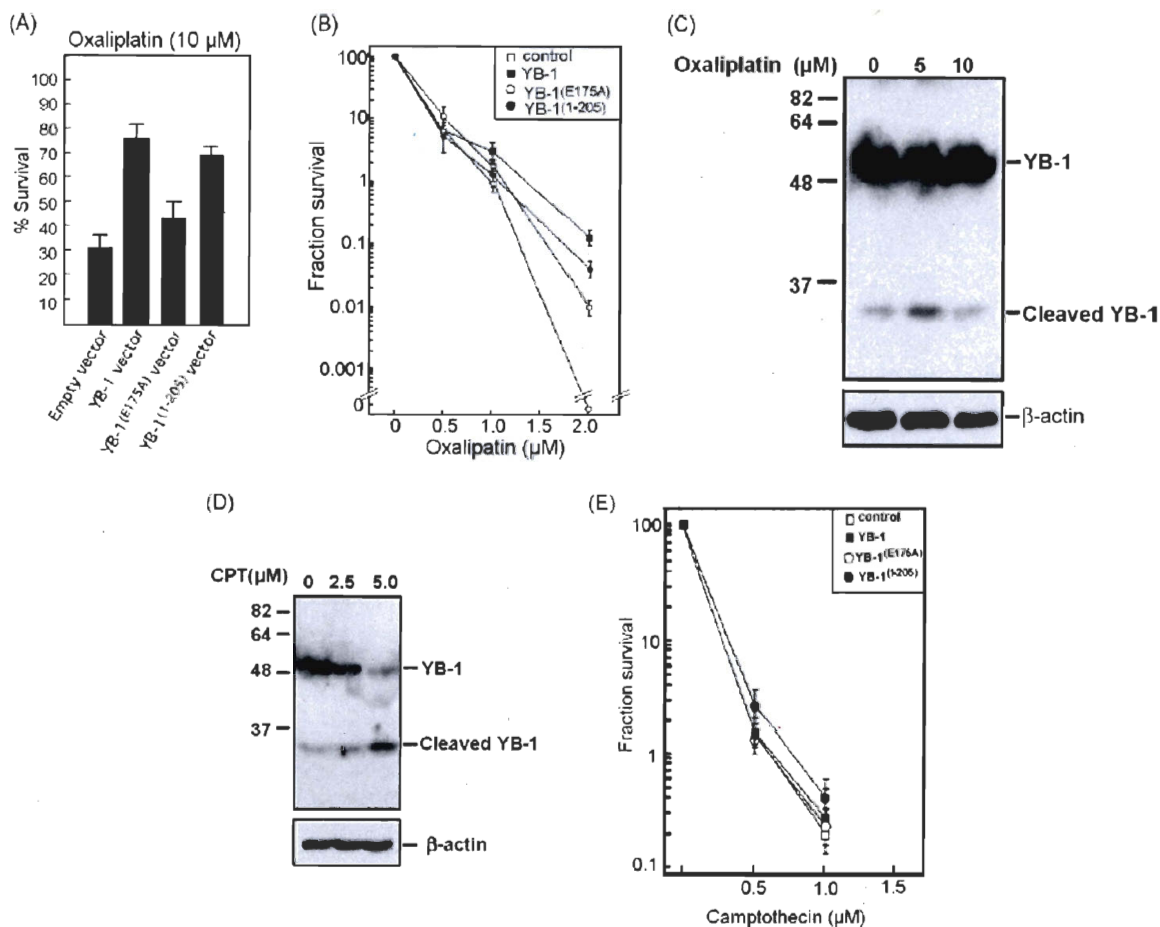 (A)
Oxaliplatin (10 µM)
100
90
80
70
60
50
40
30
20
10
% Survival
Empty vector
YB-1 vector
YB-1(E175A) vector
YB-1(1-205) vector
(B)
control
YB-1
YB-1(E175A)
YB-1(1-205)
100
10
1
0.1
0.01
0.001
0
Fraction survival
0 0.5 1.0 1.5 2.0
Oxalipatin (µM)
(C)
Oxaliplatin (µM) 0 5 10
82
64
48
37
YB-1
Cleaved YB-1
β-actin
(D)
CPT(µM) 0 2.5 5.0
82
64
48
37
YB-1
Cleaved YB-1
β-actin
(E)
control
YB-1
YB-1(E175A)
YB-1(1-205)
100
10
1
0.1
Fraction survival
0.5 1.0 1.5
Camptothecin (µM)